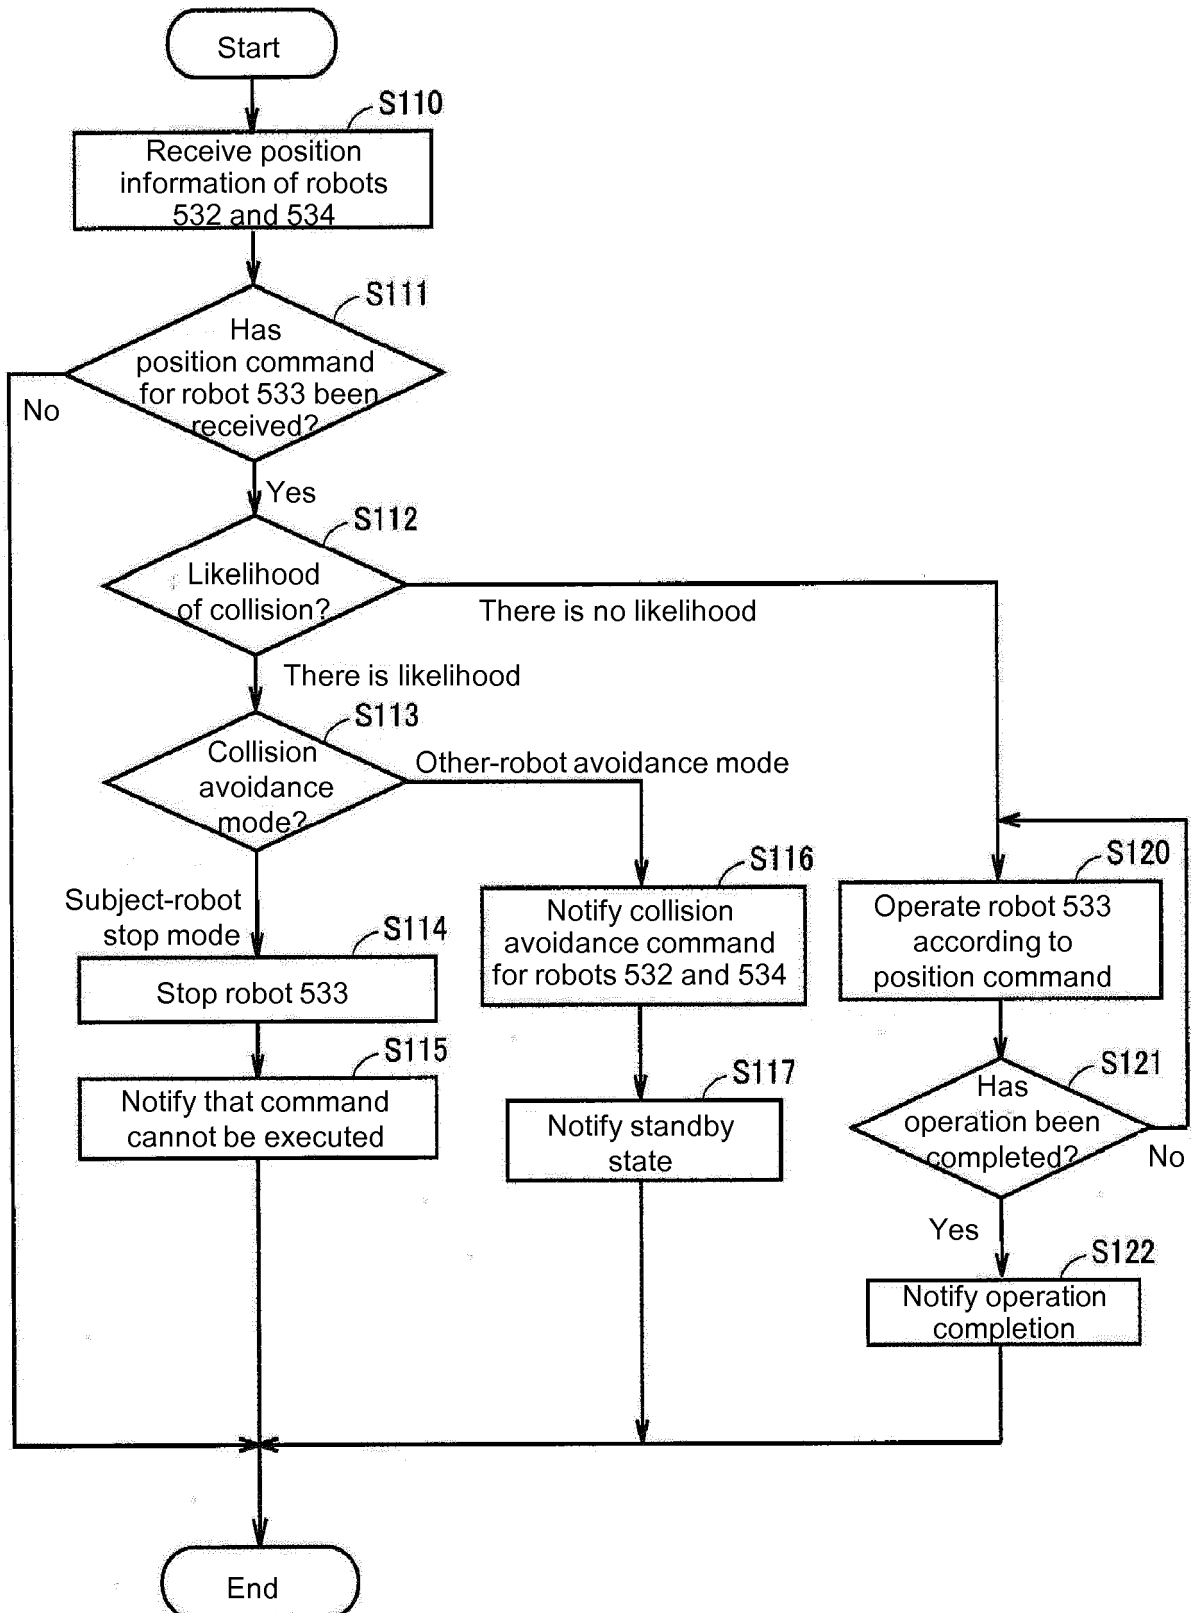 Start
S110
Receive position
information of robots
532 and 534
S111
Has
position command
for robot 533 been
received?
No
Yes
S112
Likelihood
of collision?
There is no likelihood
There is likelihood
S113
Collision
avoidance
mode?
Other-robot avoidance mode
Subject-robot
stop mode
S114
Stop robot 533
S115
Notify that command
cannot be executed
S116
Notify collision
avoidance command
for robots 532 and 534
S117
Notify standby
state
S120
Operate robot 533
according to
position command
S121
Has
operation been
completed?
No
Yes
S122
Notify operation
completion
End